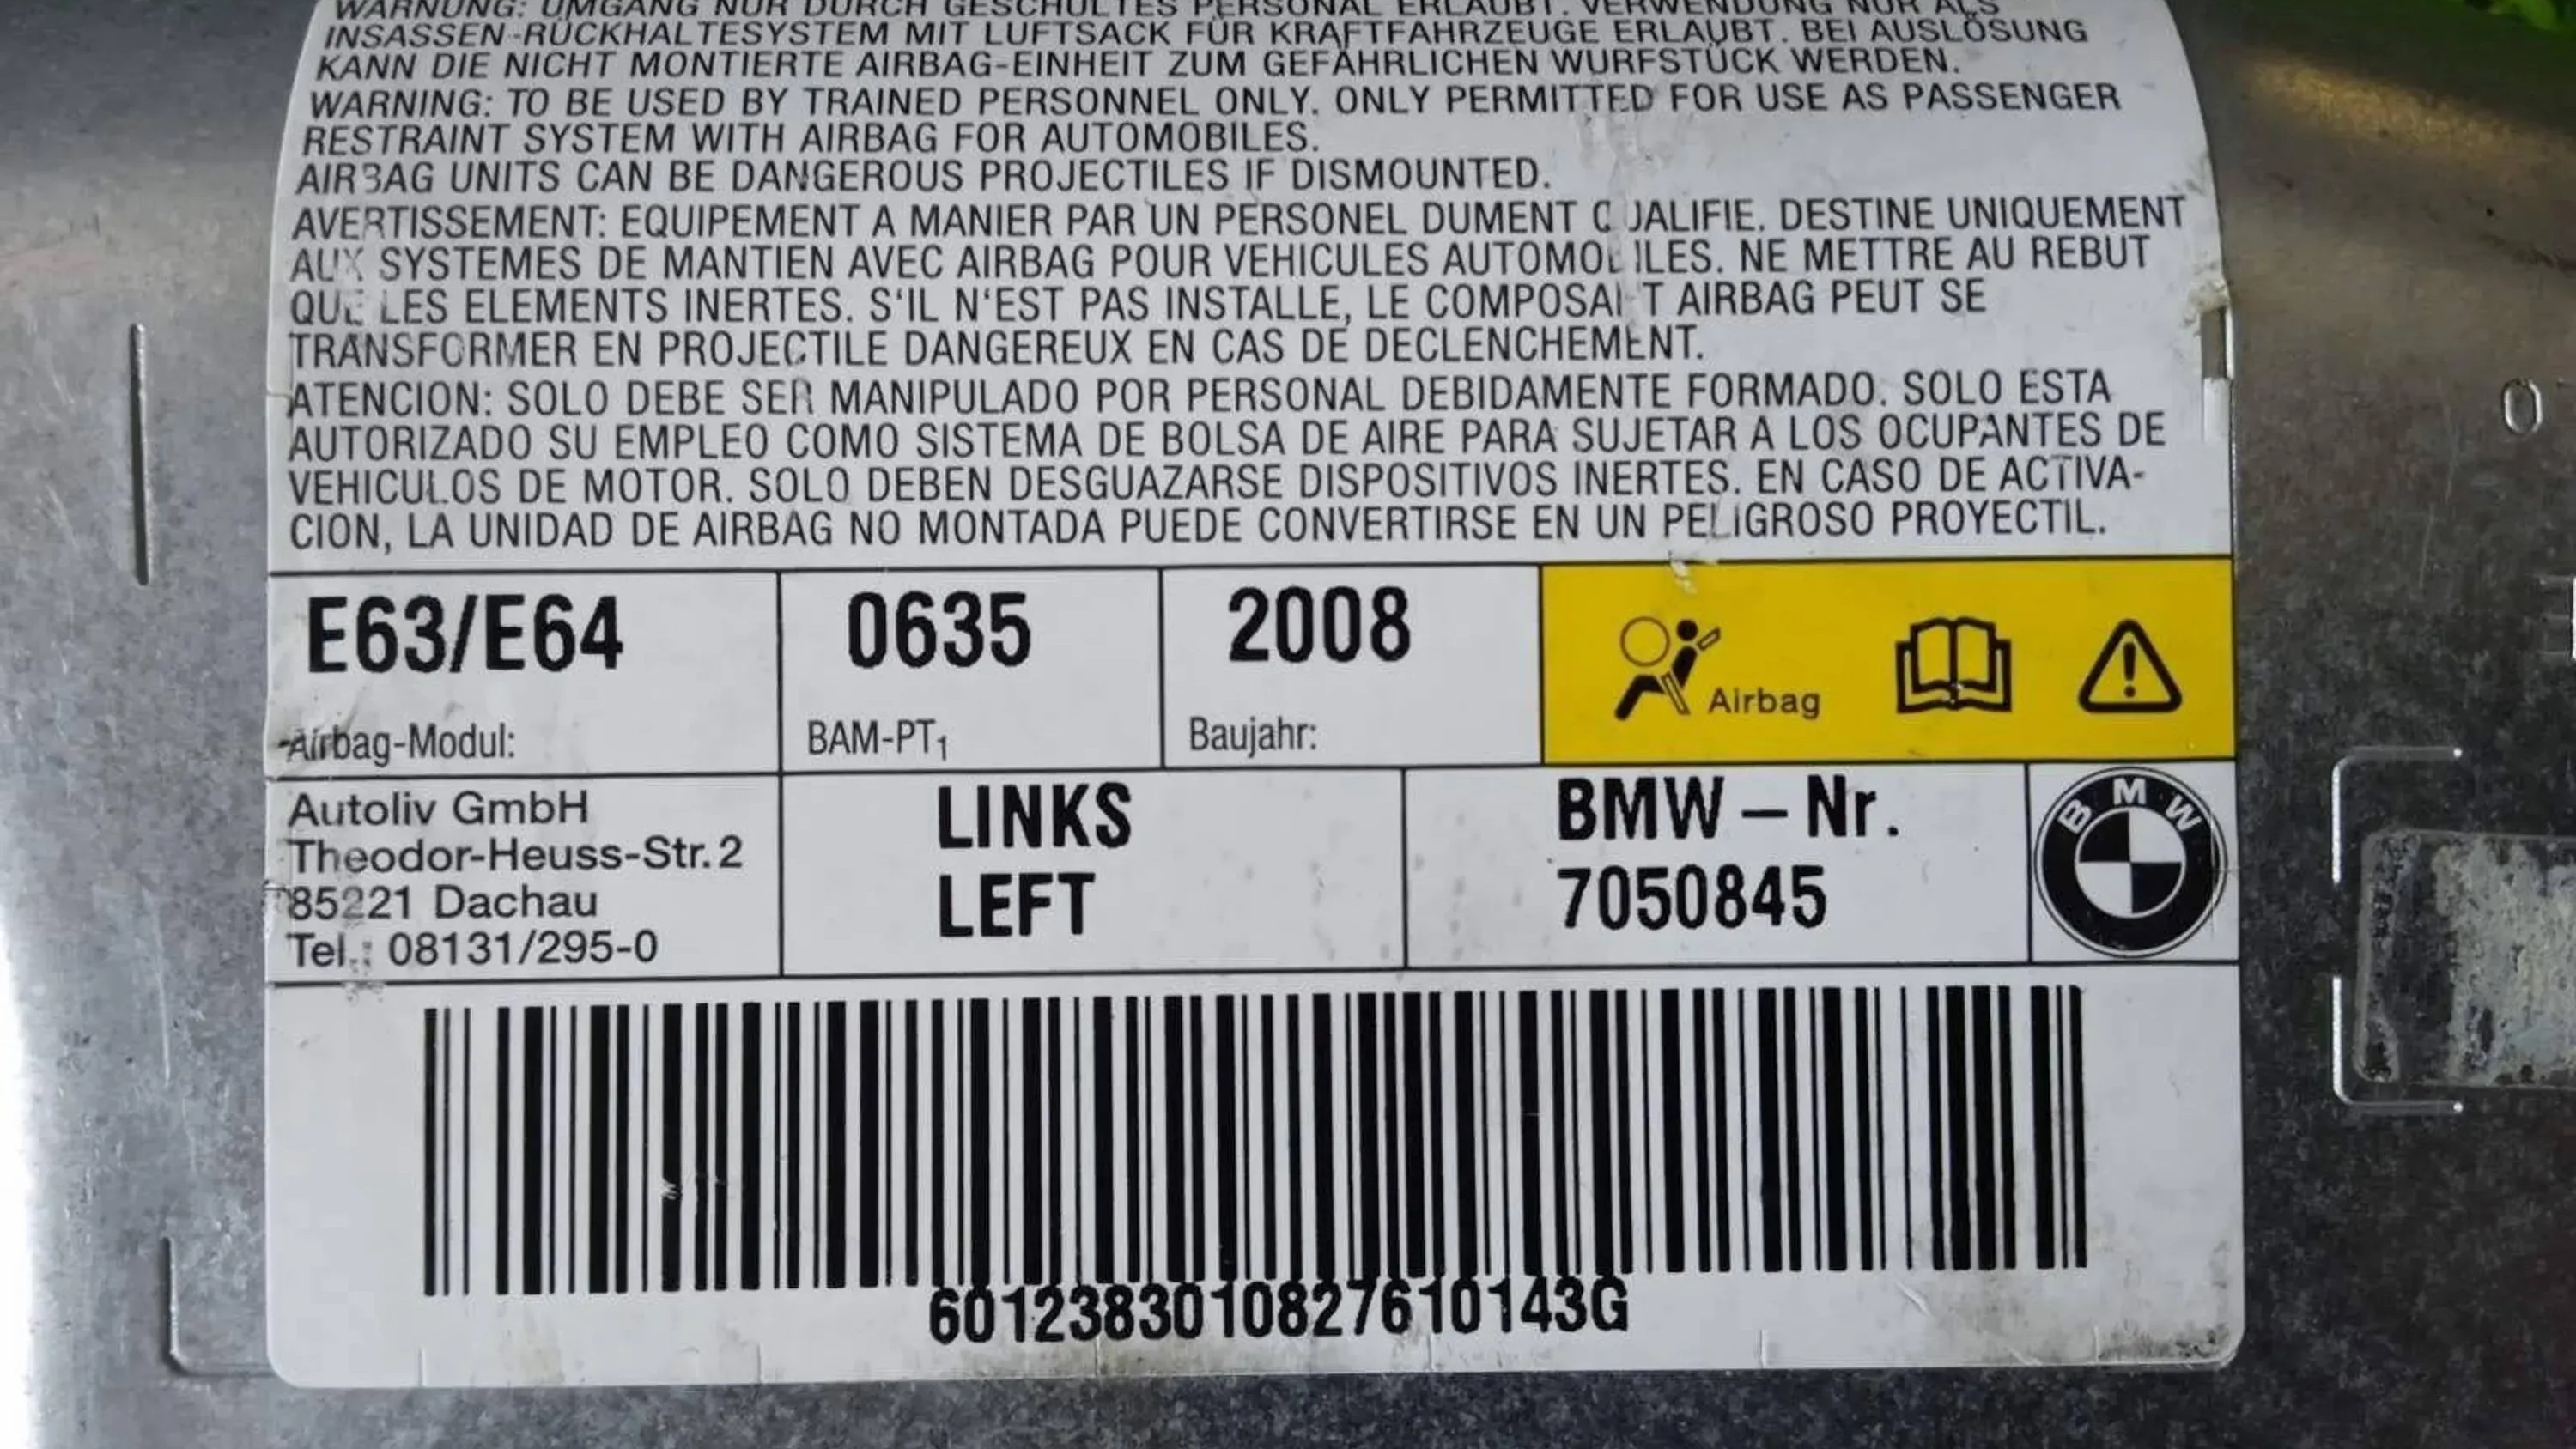 WARNUNG: UMGANG NUR DURCH GESCHULTES PERSONAL ERLAUBT. VERWENDUNG NUR ALS
INSASSEN-RÜCKHALTESYSTEM MIT LUFTSACK FÜR KRAFTFAHRZEUGE ERLAUBT. BEI AUSLÖSUNG
KANN DIE NICHT MONTIERTE AIRBAG-EINHEIT ZUM GEFÄHRLICHEN WURFSTÜCK WERDEN.
WARNING: TO BE USED BY TRAINED PERSONNEL ONLY. ONLY PERMITTED FOR USE AS PASSENGER
RESTRAINT SYSTEM WITH AIRBAG FOR AUTOMOBILES.
AIRBAG UNITS CAN BE DANGEROUS PROJECTILES IF DISMOUNTED.
AVERTISSEMENT: EQUIPEMENT A MANIER PAR UN PERSONEL DUMENT QUALIFIE. DESTINE UNIQUEMENT
AUX SYSTEMES DE MANTIEN AVEC AIRBAG POUR VEHICULES AUTOMOBILES. NE METTRE AU REBUT
QUE LES ELEMENTS INERTES. S'IL N'EST PAS INSTALLE, LE COMPOSANT AIRBAG PEUT SE
TRANSFORMER EN PROJECTILE DANGEREUX EN CAS DE DECLENCHEMENT.
ATENCION: SOLO DEBE SER MANIPULADO POR PERSONAL DEBIDAMENTE FORMADO. SOLO ESTA
AUTORIZADO SU EMPLEO COMO SISTEMA DE BOLSA DE AIRE PARA SUJETAR A LOS OCUPANTES DE
VEHICULOS DE MOTOR. SOLO DEBEN DESGUAZARSE DISPOSITIVOS INERTES. EN CASO DE ACTIVA-
CION, LA UNIDAD DE AIRBAG NO MONTADA PUEDE CONVERTIRSE EN UN PELIGROSO PROYECTIL.
E63/E64
Airbag-Modul:
0635
BAM-PT1
2008
Baujahr:
Airbag
Autoliv GmbH
Theodor-Heuss-Str. 2
85221 Dachau
Tel.: 08131/295-0
LINKS
LEFT
BMW – Nr.
7050845
BMW
6012383010827610143G